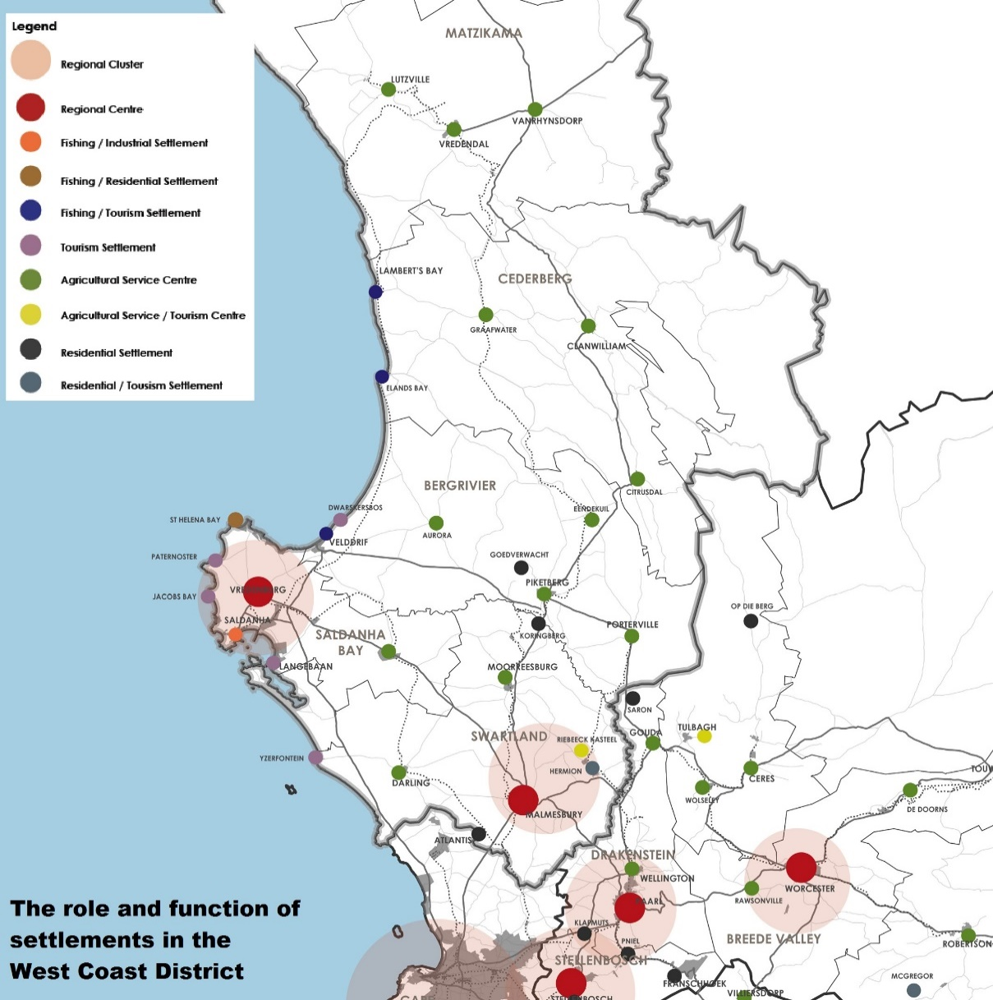 Legend
Regional Cluster
Regional Centre
Fishing / Industrial Settlement
Fishing / Residential Settlement
Fishing / Tourism Settlement
Tourism Settlement
Agricultural Service Centre
Agricultural Service / Tourism Centre
Residential Settlement
Residential / Tousism Settlement
MATZIKAMA
LUTZVILLE
VANRHYNSDORP
VREDENDAL
LAMBERT'S BAY
CEDERBERG
GRAAFWATER
CLANWILLIAM
ELANDS BAY
BERGRIVIER
CITRUSDAL
DWARSKERSBOS
EENDEKUIL
ST HELENA BAY
AURORA
VELDDRIF
GOEDVERWACHT
PATERNOSTER
PIKETBERG
VREDENBURG
JACOBS BAY
OP DIE BERG
SALDANHA
PORTERVILLE
SALDANHA
BAY
KORINGBERG
LANGEBAAN
MOORREESBURG
SARON
TULBAGH
GOUDA
SWARTLAND
RIEBEECK KASTEEL
YZERFONTEIN
HERMION
CERES
DARLING
WOLSELEY
DE DOORNS
MALMESBURY
ATLANTIS
DRAKENSTEIN
WELLINGTON
WORCESTER
PAARL
RAWSONVILLE
KLAPMUTS
BREEDE VALLEY
PNIEL
ROBERTSON
STELLENBOSCH
MCGREGOR
FRANSCHHOEK
VILLIERSDORP
STELLENBOSCH
The role and function of
settlements in the
West Coast District